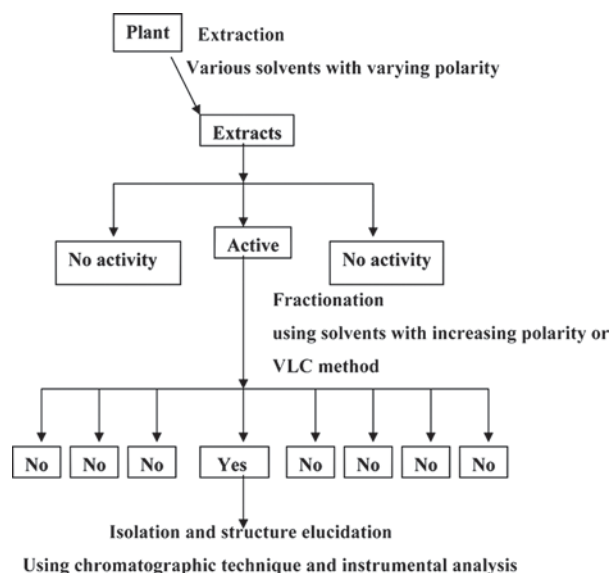 Plant
Extraction
Various solvents with varying polarity
Extracts
No activity
Active
No activity
Fractionation
using solvents with increasing polarity or
VLC method
No No No Yes No No No No
Isolation and structure elucidation
Using chromatographic technique and instrumental analysis